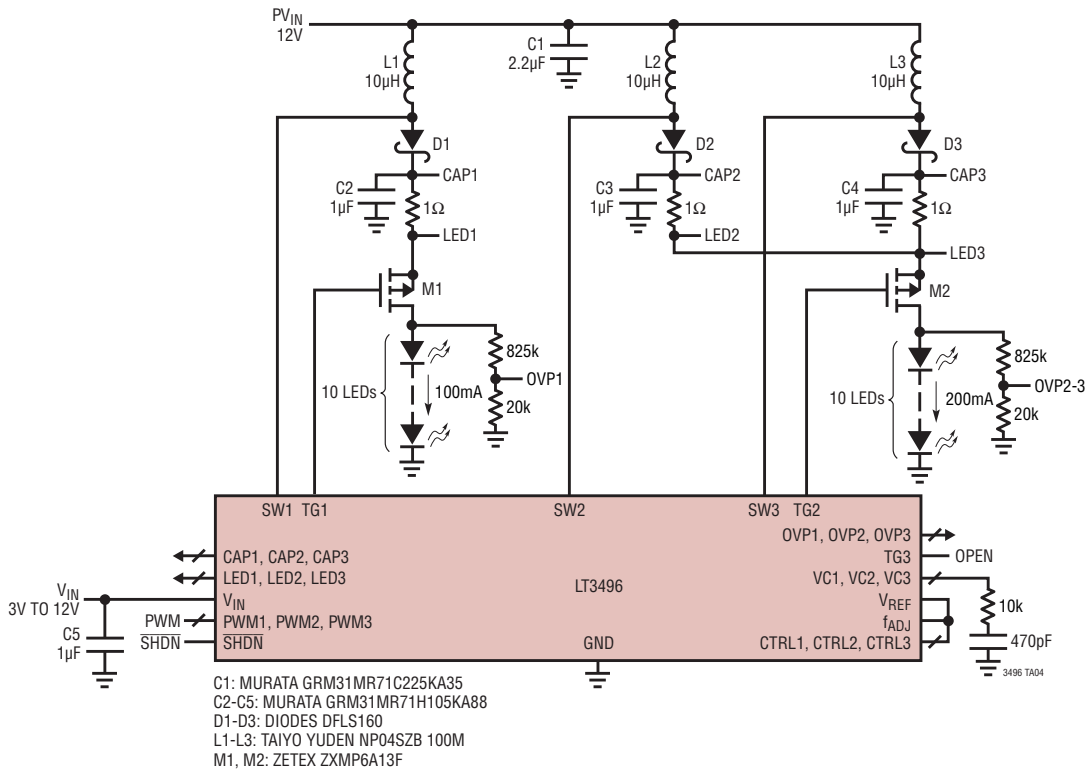 PVIN
12V
C1
2.2µF
L1
10µH
L2
10µH
L3
10µH
D1
D2
D3
CAP1
CAP2
CAP3
C2
1µF
1Ω
C3
1µF
1Ω
C4
1µF
1Ω
LED1
LED2
LED3
M1
M2
825k
OVP1
20k
10 LEDs
100mA
825k
OVP2-3
20k
10 LEDs
200mA
SW1 TG1
SW2
SW3 TG2
OVP1, OVP2, OVP3
CAP1, CAP2, CAP3
TG3
OPEN
LED1, LED2, LED3
LT3496
VC1, VC2, VC3
VIN
3V TO 12V
VIN
VREF
10k
PWM
PWM1, PWM2, PWM3
fADJ
C5
1µF
SHDN
SHDN
GND
CTRL1, CTRL2, CTRL3
470pF
3496 TA04
C1: MURATA GRM31MR71C225KA35
C2-C5: MURATA GRM31MR71H105KA88
D1-D3: DIODES DFLS160
L1-L3: TAIYO YUDEN NP04SZB 100M
M1, M2: ZETEX ZXMP6A13F